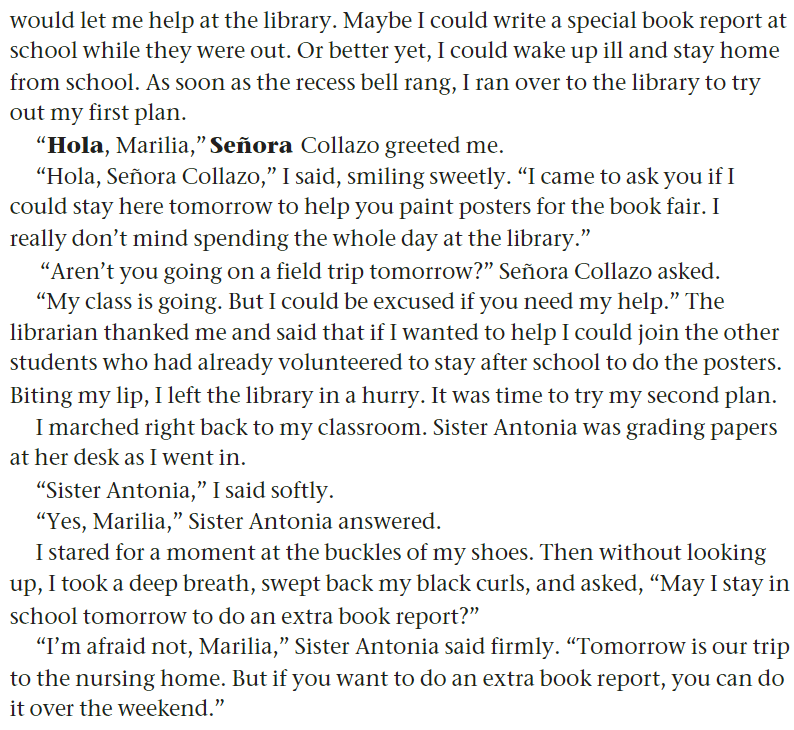 would let me help at the library. Maybe I could write a special book report at
school while they were out. Or better yet, I could wake up ill and stay home
from school. As soon as the recess bell rang, I ran over to the library to try
out my first plan.
“Hola, Marilia,” Señora Collazo greeted me.
“Hola, Señora Collazo,” I said, smiling sweetly. “I came to ask you if I
could stay here tomorrow to help you paint posters for the book fair. I
really don’t mind spending the whole day at the library.”
“Aren’t you going on a field trip tomorrow?” Señora Collazo asked.
“My class is going. But I could be excused if you need my help.” The
librarian thanked me and said that if I wanted to help I could join the other
students who had already volunteered to stay after school to do the posters.
Biting my lip, I left the library in a hurry. It was time to try my second plan.
I marched right back to my classroom. Sister Antonia was grading papers
at her desk as I went in.
“Sister Antonia,” I said softly.
“Yes, Marilia,” Sister Antonia answered.
I stared for a moment at the buckles of my shoes. Then without looking
up, I took a deep breath, swept back my black curls, and asked, “May I stay in
school tomorrow to do an extra book report?”
“I’m afraid not, Marilia,” Sister Antonia said firmly. “Tomorrow is our trip
to the nursing home. But if you want to do an extra book report, you can do
it over the weekend.”